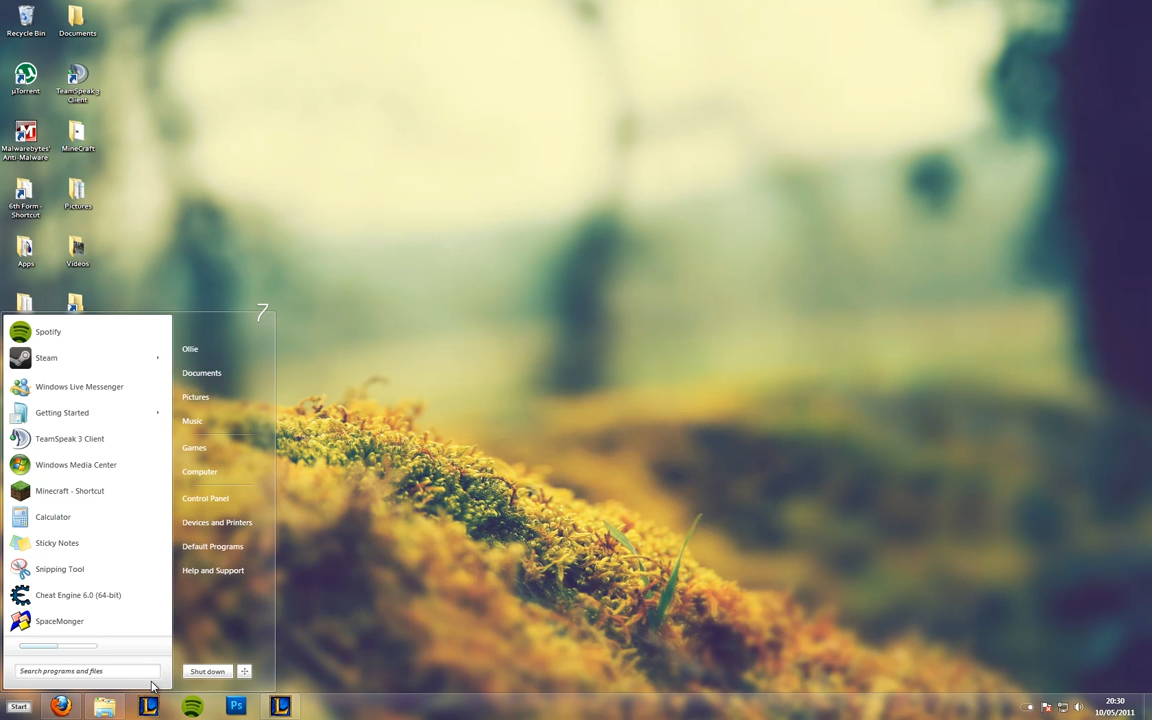 Recycle Bin
Documents
µTorrent
TeamSpeak 3
Client
Malwarebytes'
Anti-Malware
MineCraft
6th Form -
Shortcut
Pictures
Apps
Videos
7
Spotify
Steam
Windows Live Messenger
Getting Started
TeamSpeak 3 Client
Windows Media Center
Minecraft - Shortcut
Calculator
Sticky Notes
Snipping Tool
Cheat Engine 6.0 (64-bit)
SpaceMonger
Search programs and files
Ollie
Documents
Pictures
Music
Games
Computer
Control Panel
Devices and Printers
Default Programs
Help and Support
Shut down
Start
L
Ps
L
20:30
10/05/2011